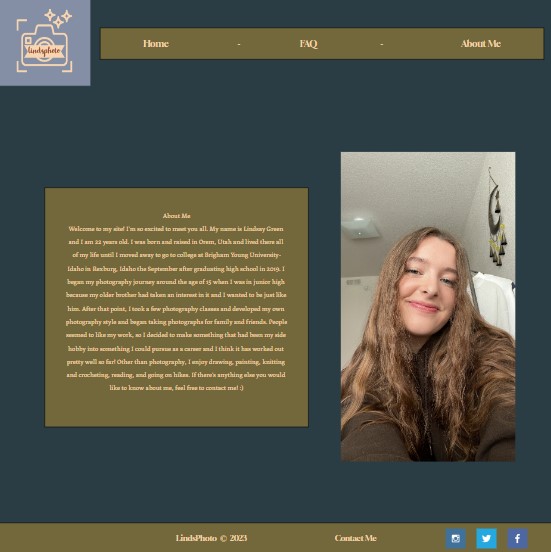 lindsphoto
Home - FAQ - About Me
About Me
Welcome to my site! I'm so excited to meet you all. My name is Lindsey Green
and I am 22 years old. I was born and raised in Orem, Utah and lived there all
of my life until I moved away to go to college at Brigham Young University-
Idaho in Rexburg, Idaho the September after graduating high school in 2019. I
began my photography journey around the age of 15 when I was in junior high
because my older brother had taken an interest in it and I wanted to be just like
him. After that point, I took a few photography classes and developed my own
photography style and began taking photographs for family and friends. People
seemed to like my work, so I decided to make something that had been my side
hobby into something I could pursue as a career and I think it has worked out
pretty well so far! Other than photography, I enjoy drawing, painting, knitting
and crocheting, reading, and going on hikes. If there's anything else you would
like to know about me, feel free to contact me! :)
LindsPhoto © 2023 Contact Me